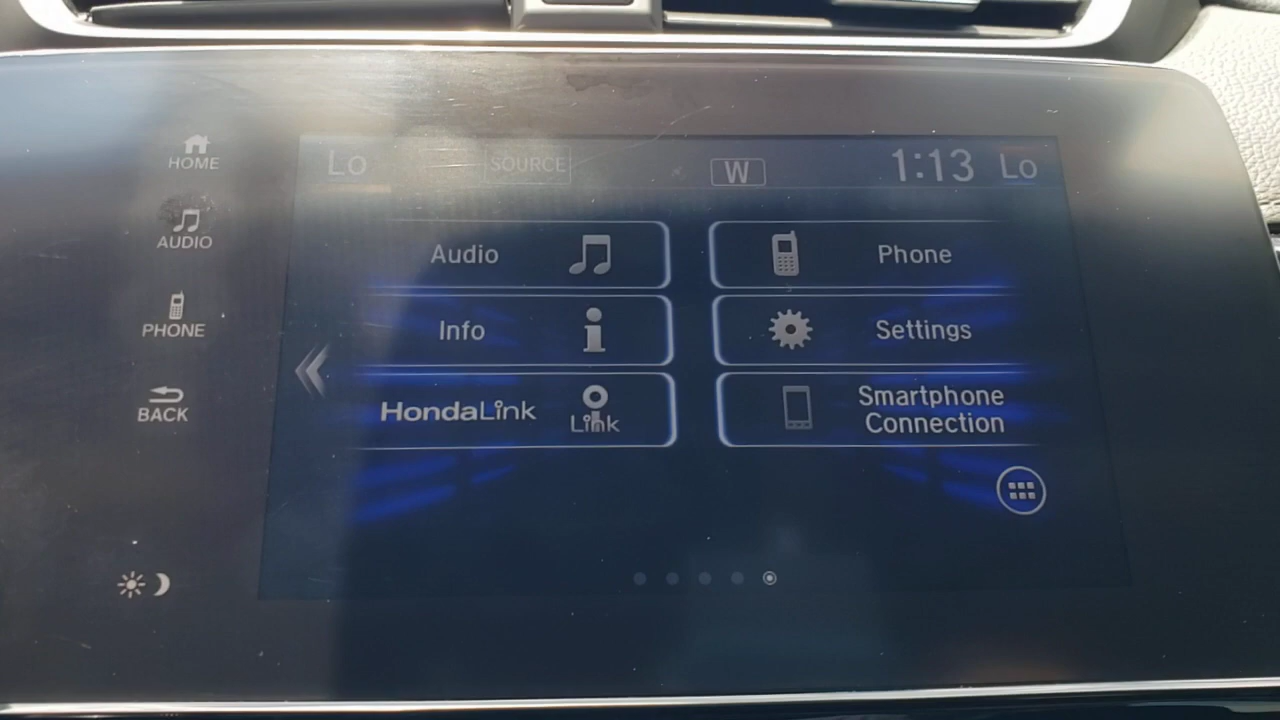 HOME
AUDIO
PHONE
BACK
Lo
SOURCE
W
1:13
Lo
Audio
Phone
Info
Settings
HondaLink
Link
Smartphone
Connection